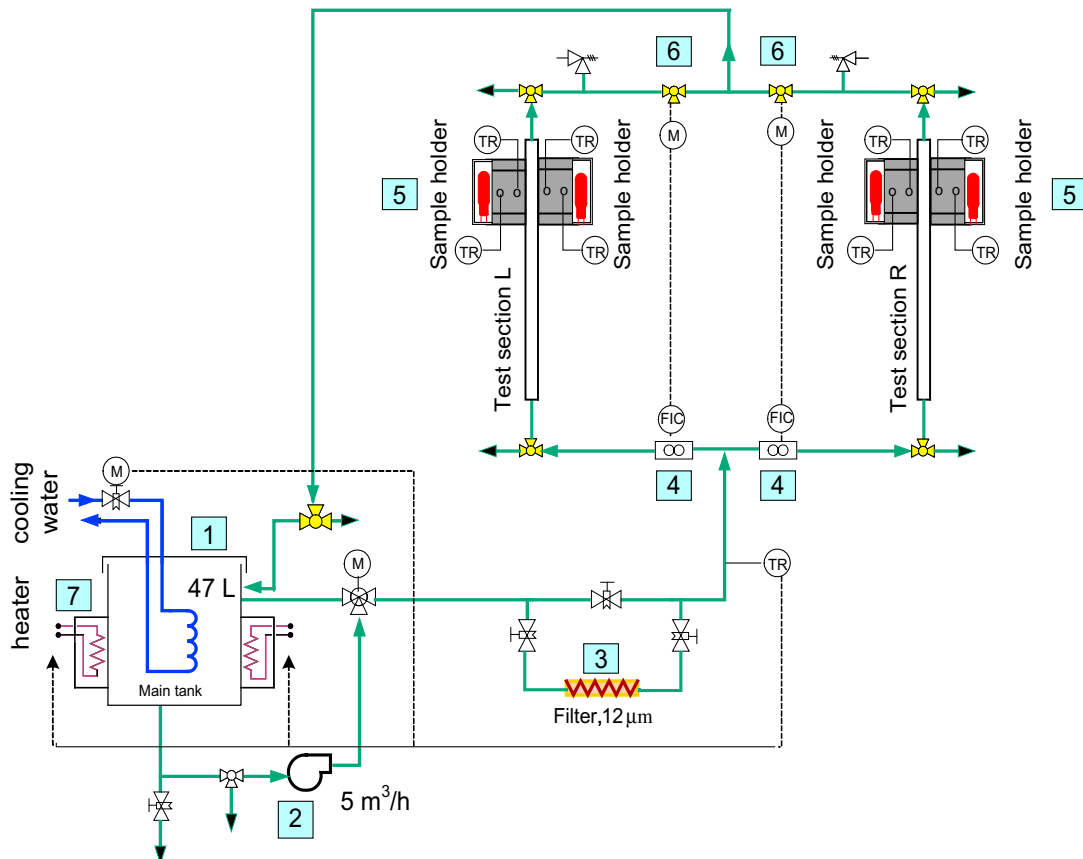 6
6
M
M
TR
TR
TR
TR
5
Sample holder
Sample holder
Sample holder
Sample holder
5
TR
TR
TR
TR
Test section L
Test section R
FIC
FIC
4
4
cooling
water
M
1
47 L
M
TR
heater
7
Main tank
3
Filter,12 μm
2
5 m³/h